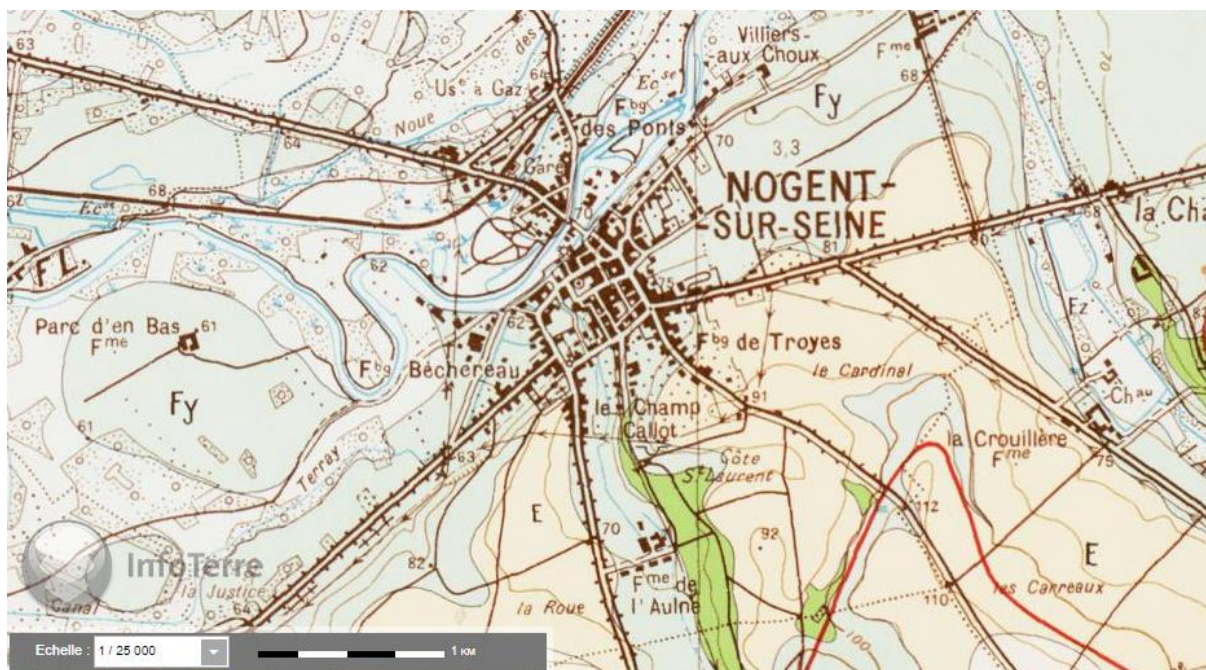 63
des
Villiers-
aux Choux
Fme
64
Ecse
68
70
Use à Gaz
Fbg
des Ponts
Fy
Noue
64
Gare
70
3,3
NOGENT-
-SUR-SEINE
68
62
Ecse
70
68
la Cha
FL.
62
81
80
L
75
Fz
Parc d'en Bas
Fme
61
62
Fbg de Troyes
Fbg Béchereau
le Cardinal
Chau
Fy
91
le Champ
Callot
la Crouillère
Fme
75
61
63
Côte
St Laurent
Terray
E
112
70
92
E
InfoTerre
82
Fme de
l'Aulne
la Justice
la Roue
110
les Carreaux
Canal
64
100
Echelle : 1 / 25 000
1 KM